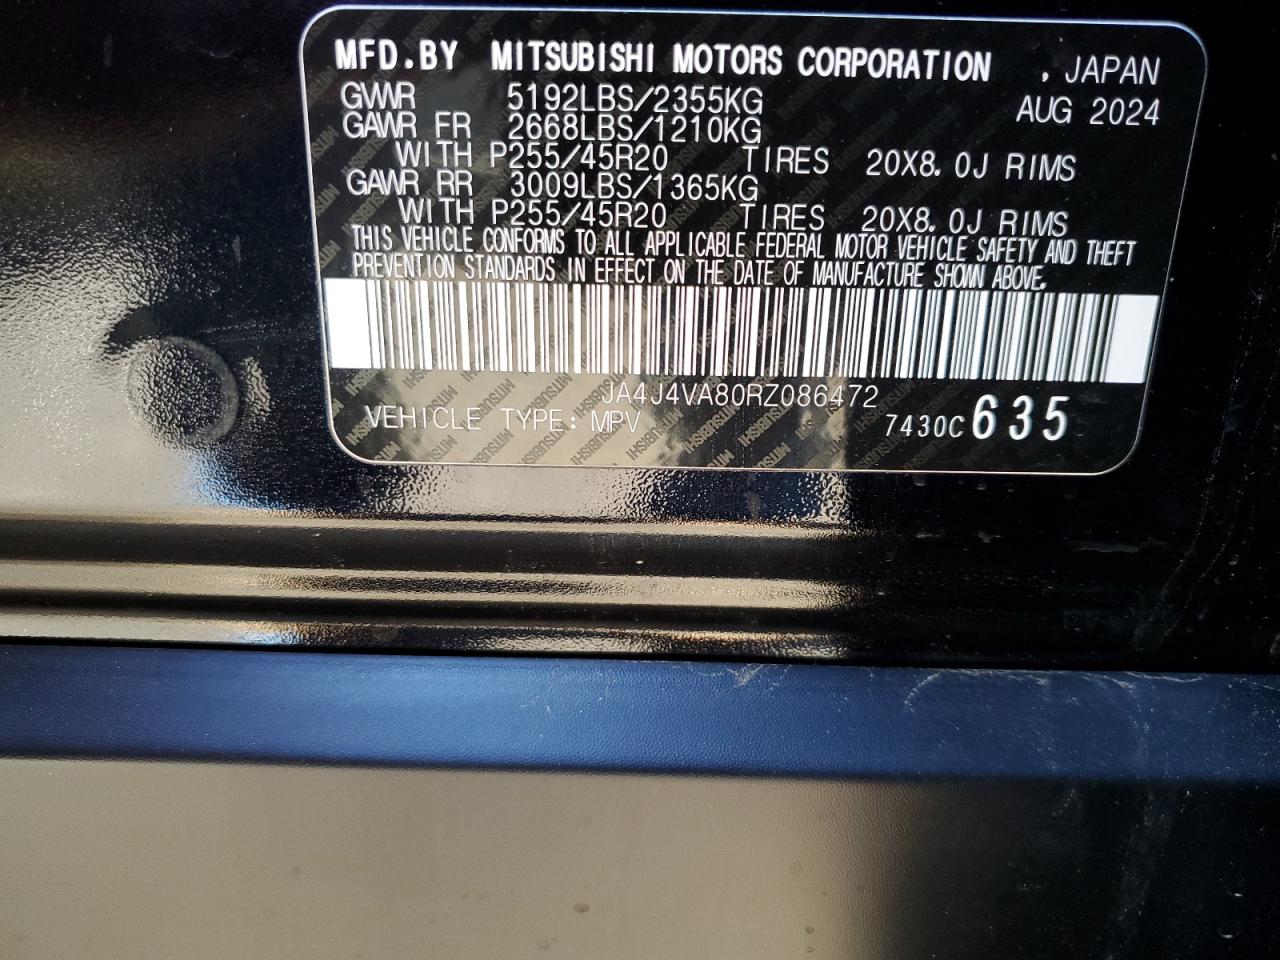 MFD.BY MITSUBISHI MOTORS CORPORATION , JAPAN
GVWR 5192LBS/2355KG AUG 2024
GAWR FR 2668LBS/1210KG
WITH P255/45R20 TIRES 20X8.0J RIMS
GAWR RR 3009LBS/1365KG
WITH P255/45R20 TIRES 20X8.0J RIMS
THIS VEHICLE CONFORMS TO ALL APPLICABLE FEDERAL MOTOR VEHICLE SAFETY AND THEFT
PREVENTION STANDARDS IN EFFECT ON THE DATE OF MANUFACTURE SHOWN ABOVE.
JA4J4VA80RZ086472
VEHICLE TYPE: MPV 7430C 635